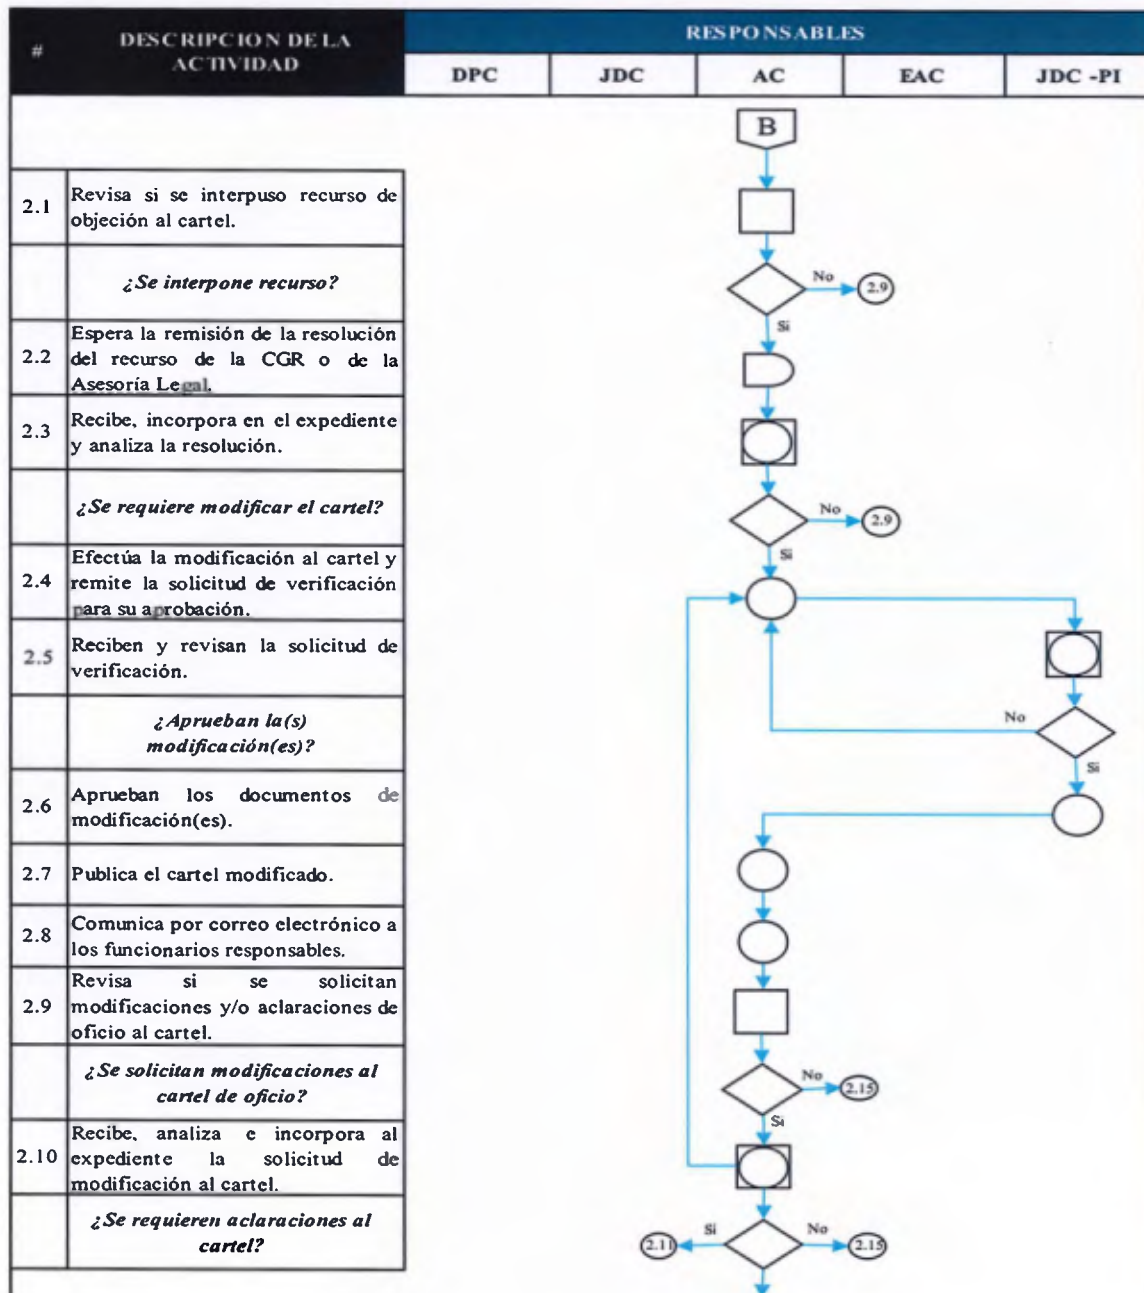 #
DESCRIPCION DE LA
ACTIVIDAD
RESPONSABLES
DPC
JDC
AC
EAC
JDC -PI
B
2.1
Revisa si se interpuso recurso de
objeción al cartel.
¿Se interpone recurso?
No
2.9
Si
2.2
Espera la remisión de la resolución
del recurso de la CGR o de la
Asesoría Legal.
2.3
Recibe, incorpora en el expediente
y analiza la resolución.
¿Se requiere modificar el cartel?
No
2.9
Si
2.4
Efectúa la modificación al cartel y
remite la solicitud de verificación
para su aprobación.
2.5
Reciben y revisan la solicitud de
verificación.
¿Aprueban la(s)
modificación(es)?
No
Si
2.6
Aprueban los documentos de
modificación(es).
2.7
Publica el cartel modificado.
2.8
Comunica por correo electrónico a
los funcionarios responsables.
2.9
Revisa si se solicitan
modificaciones y/o aclaraciones de
oficio al cartel.
¿Se solicitan modificaciones al
cartel de oficio?
No
2.15
Si
2.10
Recibe, analiza e incorpora al
expediente la solicitud de
modificación al cartel.
¿Se requieren aclaraciones al
cartel?
2.11
Si
No
2.15